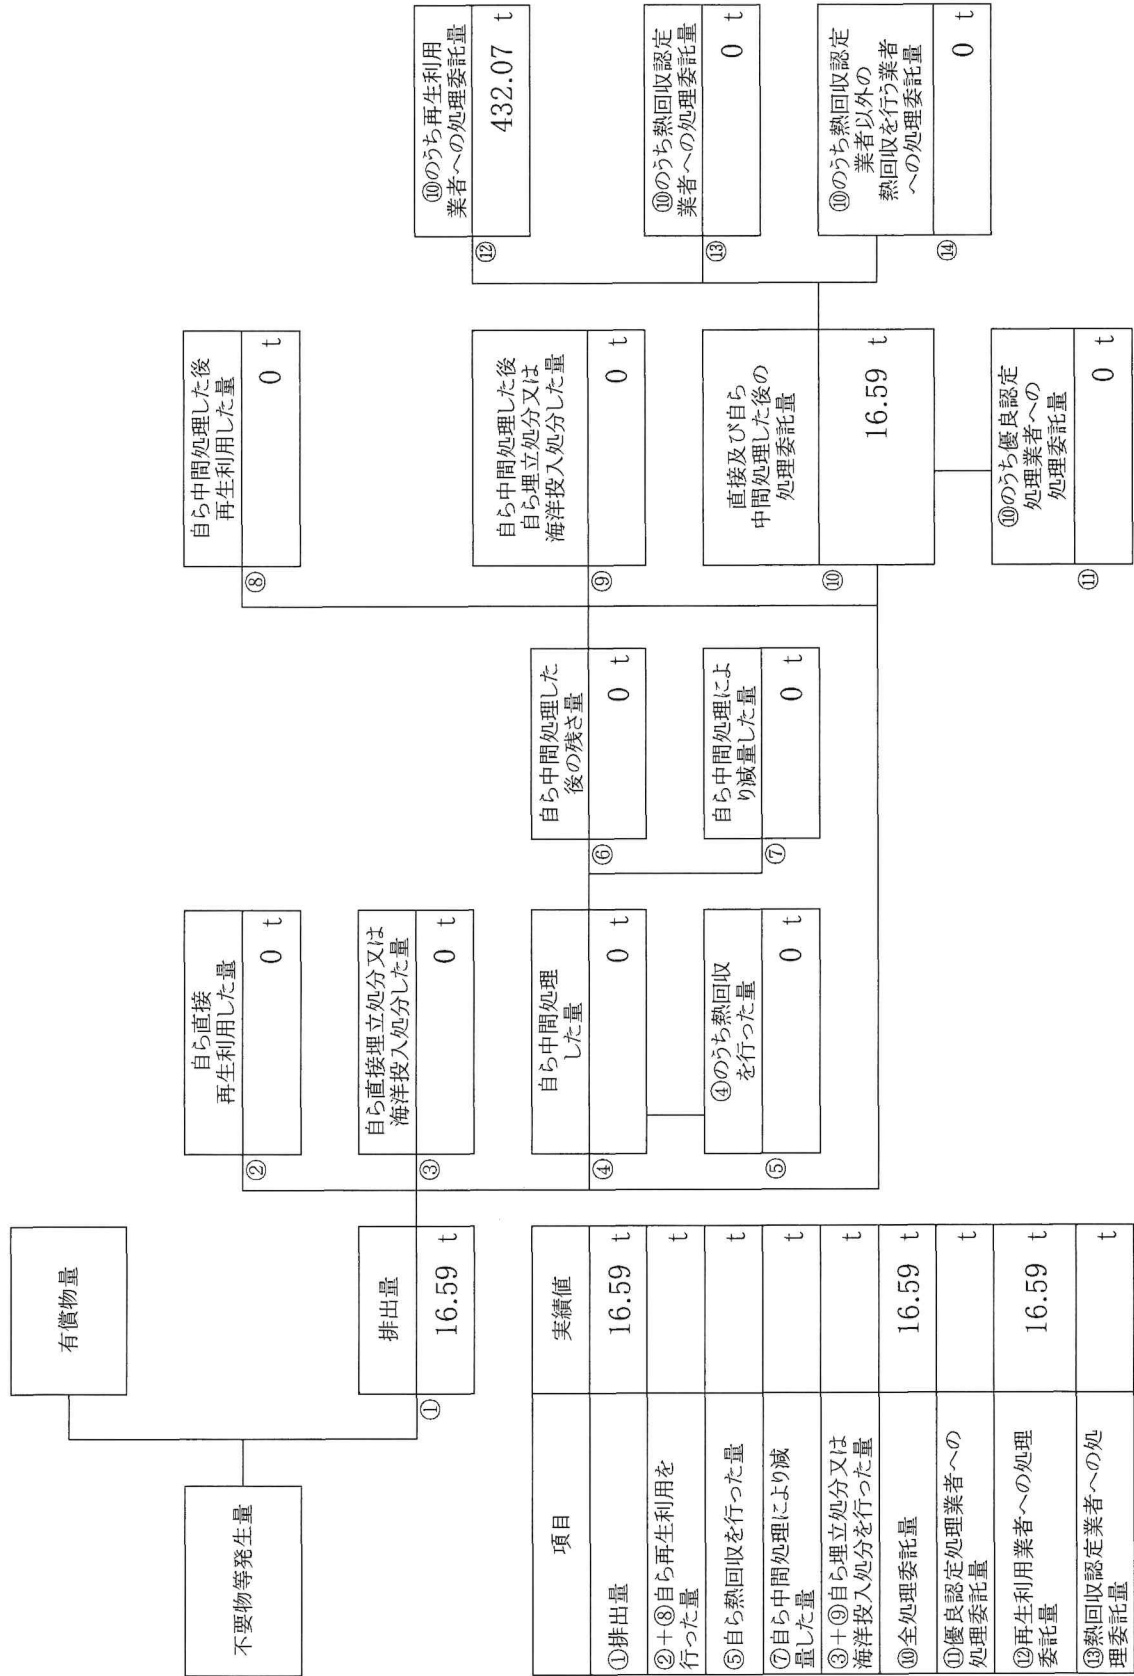 不要物等発生量
有償物量
①
排出量
16.59 t
②
自ら直接
再生利用した量
0 t
③
自ら直接埋立処分又は
海洋投入処分した量
0 t
④
自ら中間処理
した量
0 t
⑤
④のうち熱回収
を行った量
0 t
⑥
自ら中間処理した
後の残さ量
0 t
⑦
自ら中間処理によ
り減量した量
0 t
⑧
自ら中間処理した後
再生利用した量
0 t
⑨
自ら中間処理した後
自ら埋立処分又は
海洋投入処分した量
0 t
⑩
直接及び自ら
中間処理した後の
処理委託量
16.59 t
⑪
⑩のうち優良認定
処理業者への
処理委託量
0 t
⑫
⑩のうち再生利用
業者への処理委託量
432.07 t
⑬
⑩のうち熱回収認定
業者への処理委託量
0 t
⑭
⑩のうち熱回収認定
業者以外の
熱回収を行う業者
への処理委託量
0 t
項目 実績値
①排出量 16.59 t
②+⑧自ら再生利用を
行った量 t
⑤自ら熱回収を行った量 t
⑦自ら中間処理により減
量した量 t
③+⑨自ら埋立処分又は
海洋投入処分を行った量 t
⑩全処理委託量 16.59 t
⑪優良認定処理業者への
処理委託量 t
⑫再生利用業者への処理
委託量 16.59 t
⑬熱回収認定業者への処
理委託量 t